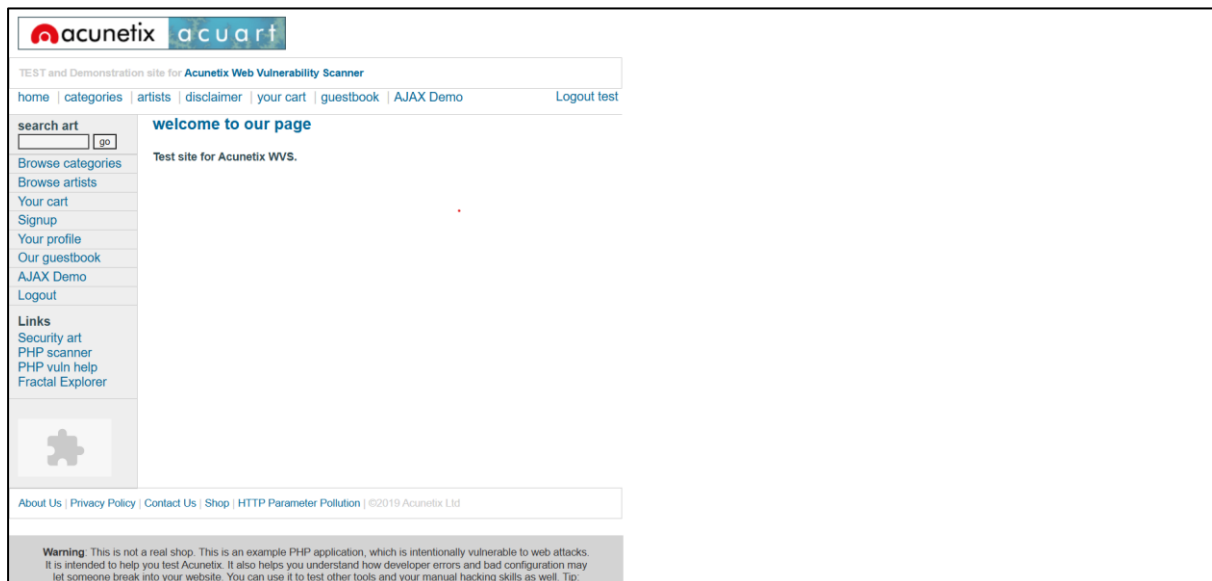 acunetix acuart
TEST and Demonstration site for Acunetix Web Vulnerability Scanner
home | categories | artists | disclaimer | your cart | guestbook | AJAX Demo
Logout test
search art
go
Browse categories
Browse artists
Your cart
Signup
Your profile
Our guestbook
AJAX Demo
Logout
Links
Security art
PHP scanner
PHP vuln help
Fractal Explorer
welcome to our page
Test site for Acunetix WVS.
About Us | Privacy Policy | Contact Us | Shop | HTTP Parameter Pollution | ©2019 Acunetix Ltd
Warning: This is not a real shop. This is an example PHP application, which is intentionally vulnerable to web attacks.
It is intended to help you test Acunetix. It also helps you understand how developer errors and bad configuration may
let someone break into your website. You can use it to test other tools and your manual hacking skills as well. Tip: